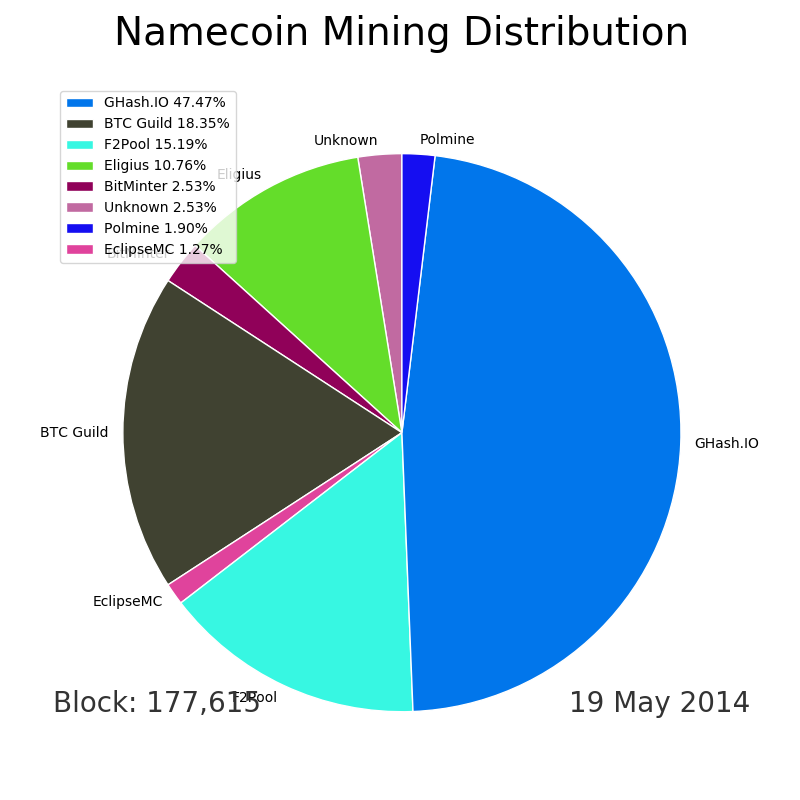 Namecoin Mining Distribution
GHash.IO 47.47%
BTC Guild 18.35%
F2Pool 15.19%
Eligius 10.76%
BitMinter 2.53%
Unknown 2.53%
Polmine 1.90%
EclipseMC 1.27%
Unknown
Polmine
Eligius
BitMinter
BTC Guild
GHash.IO
EclipseMC
F2Pool
Block: 177,615
19 May 2014